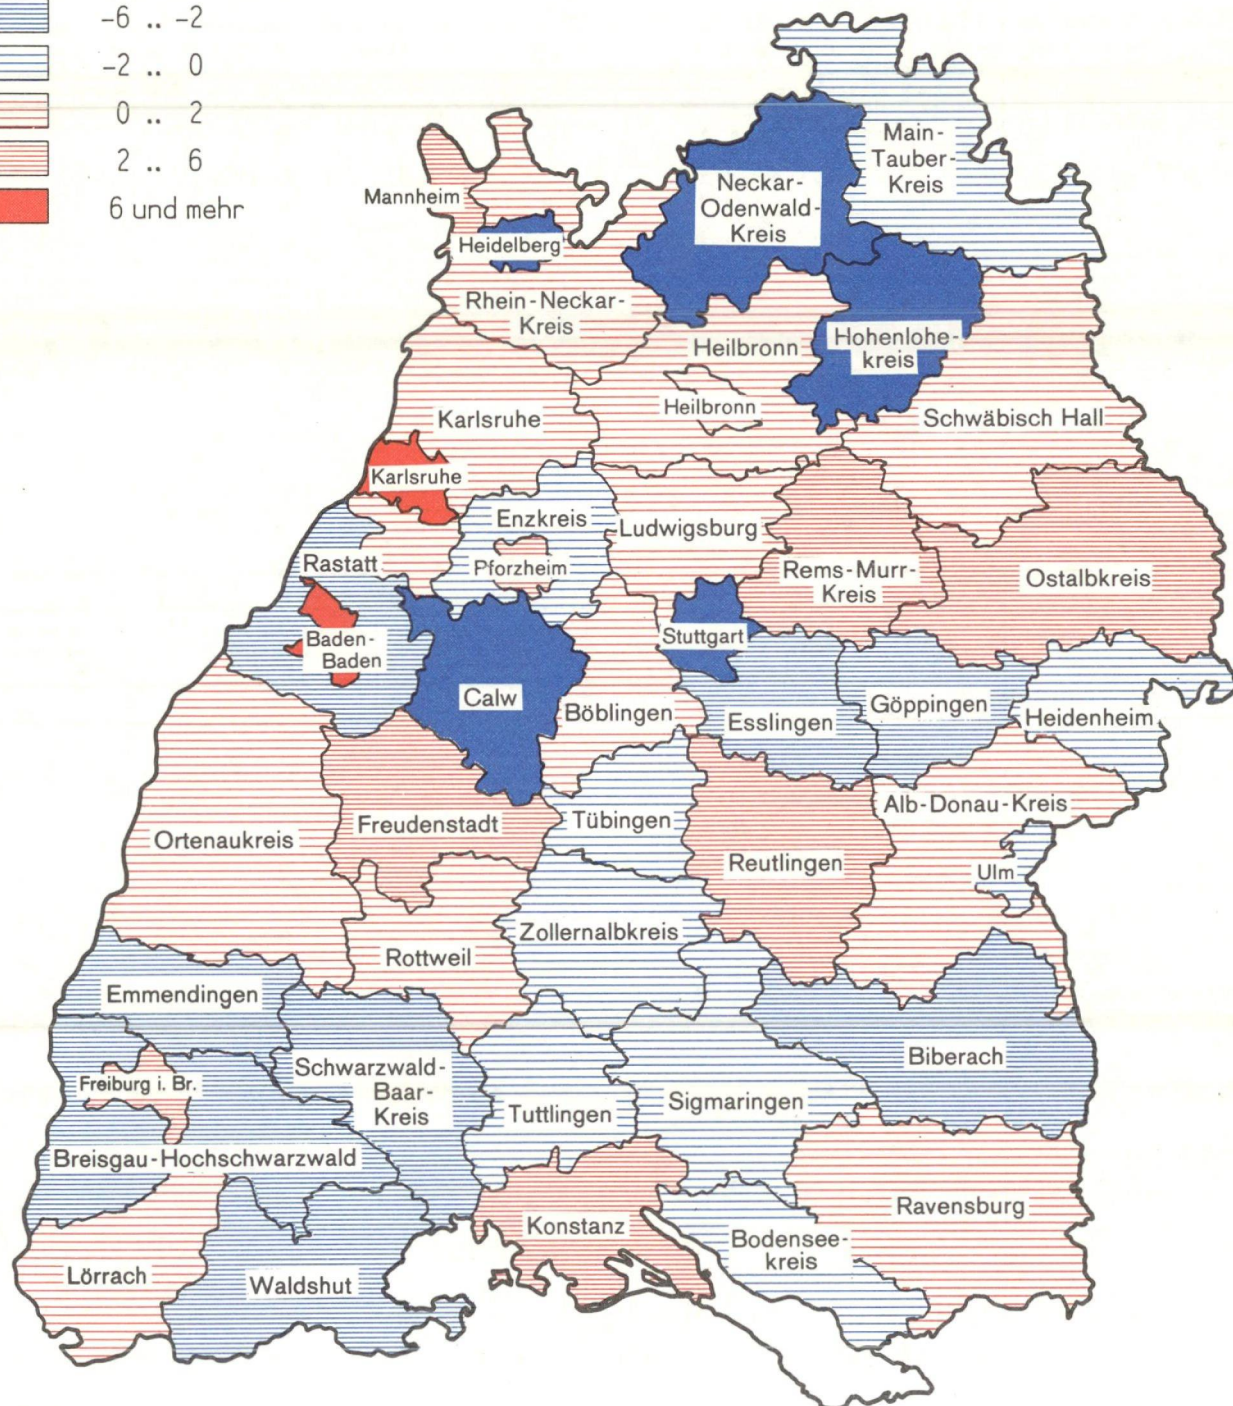 -6 .. -2
-2 .. 0
0 .. 2
2 .. 6
6 und mehr
Main-
Tauber-
Kreis
Neckar-
Odenwald-
Kreis
Mannheim
Heidelberg
Rhein-Neckar-
Kreis
Heilbronn
Hohenlohe-
kreis
Heilbronn
Karlsruhe
Schwäbisch Hall
Karlsruhe
Enzkreis
Ludwigsburg
Rastatt
Pforzheim
Rems-Murr-
Kreis
Ostalbkreis
Baden-
Baden
Stuttgart
Calw
Böblingen
Esslingen
Göppingen
Heidenheim
Alb-Donau-Kreis
Ortenaukreis
Freudenstadt
Tübingen
Reutlingen
Ulm
Zollernalbkreis
Rottweil
Emmendingen
Biberach
Schwarzwald-
Baar-
Kreis
Freiburg i. Br.
Tuttlingen
Sigmaringen
Breisgau-Hochschwarzwald
Ravensburg
Konstanz
Bodensee-
kreis
Lörrach
Waldshut